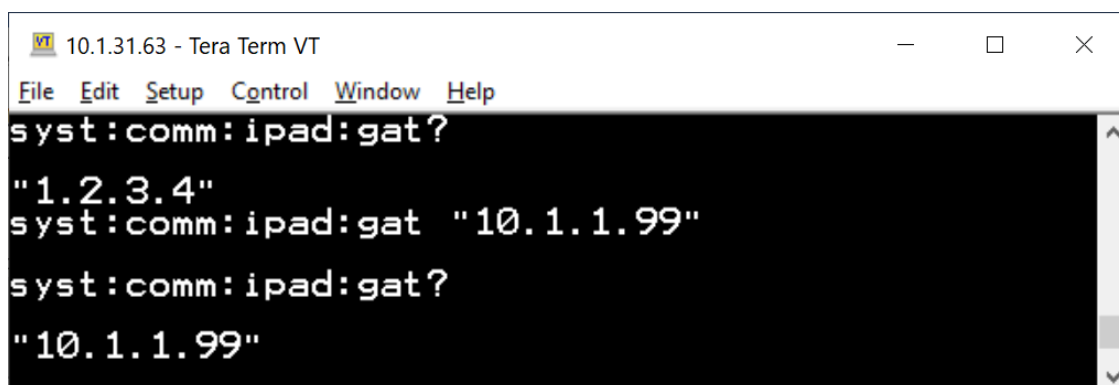 10.1.31.63 - Tera Term VT
File Edit Setup Control Window Help
syst:comm:ipad:gat?
"1.2.3.4"
syst:comm:ipad:gat "10.1.1.99"
syst:comm:ipad:gat?
"10.1.1.99"